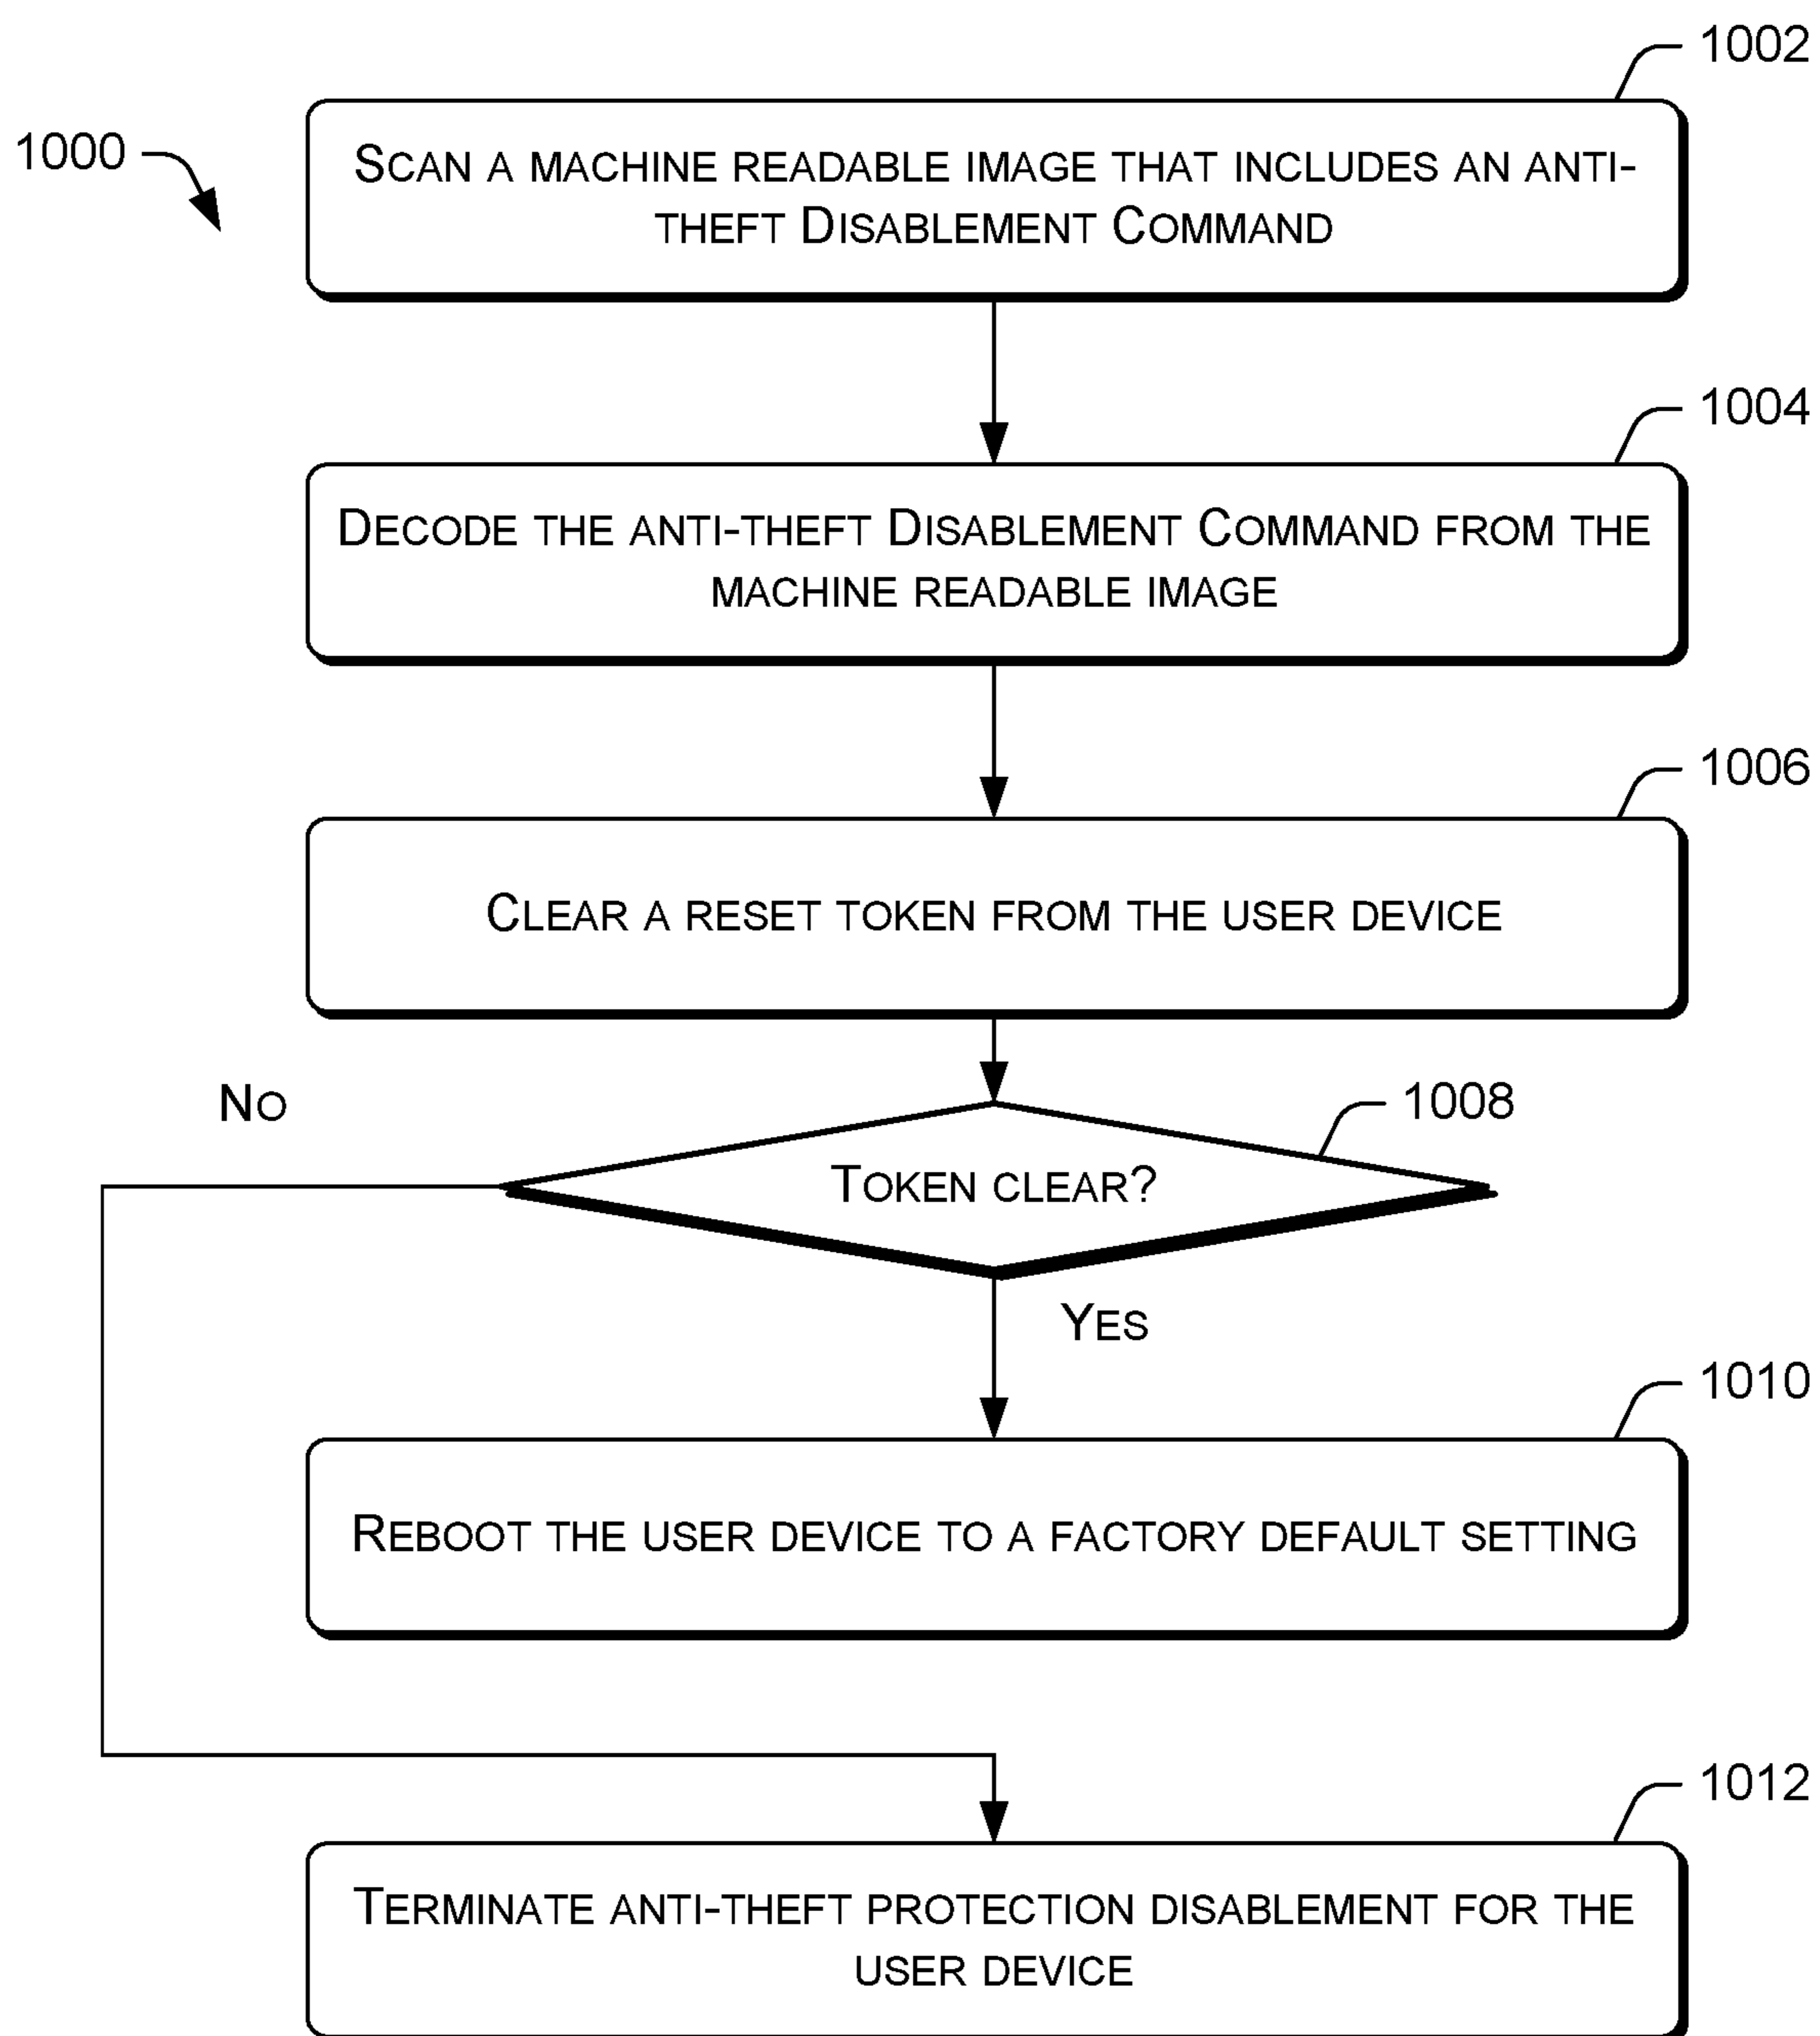 1002
1000
SCAN A MACHINE READABLE IMAGE THAT INCLUDES AN ANTI-
THEFT DISABLEMENT COMMAND
1004
DECODE THE ANTI-THEFT DISABLEMENT COMMAND FROM THE
MACHINE READABLE IMAGE
1006
CLEAR A RESET TOKEN FROM THE USER DEVICE
NO
1008
TOKEN CLEAR?
YES
1010
REBOOT THE USER DEVICE TO A FACTORY DEFAULT SETTING
1012
TERMINATE ANTI-THEFT PROTECTION DISABLEMENT FOR THE
USER DEVICE